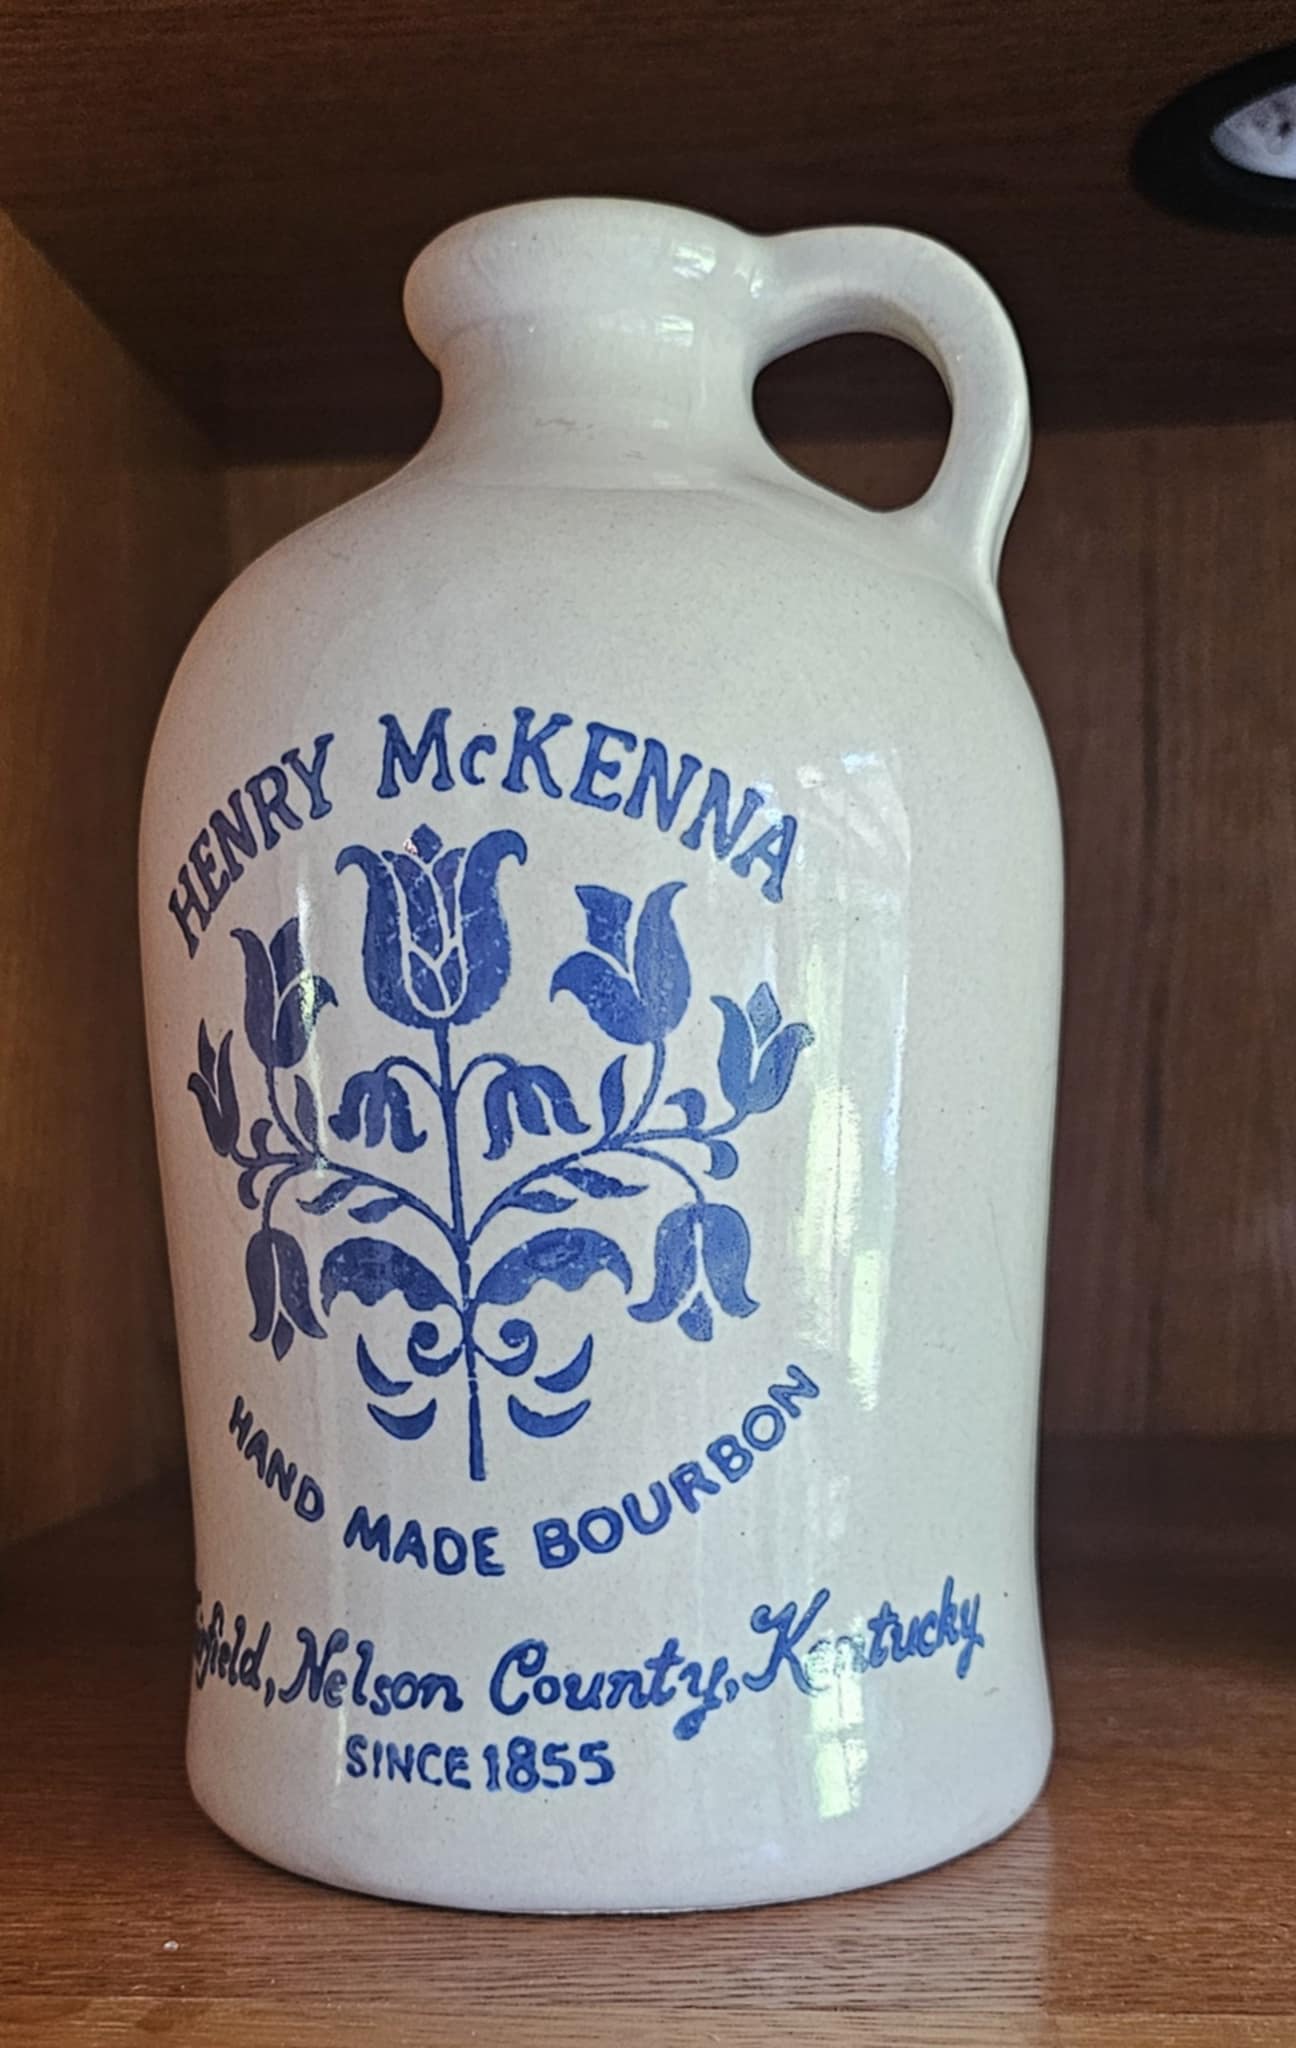 HENRY McKENNA
HAND MADE BOURBON
Nelson County, Kentucky
SINCE 1855